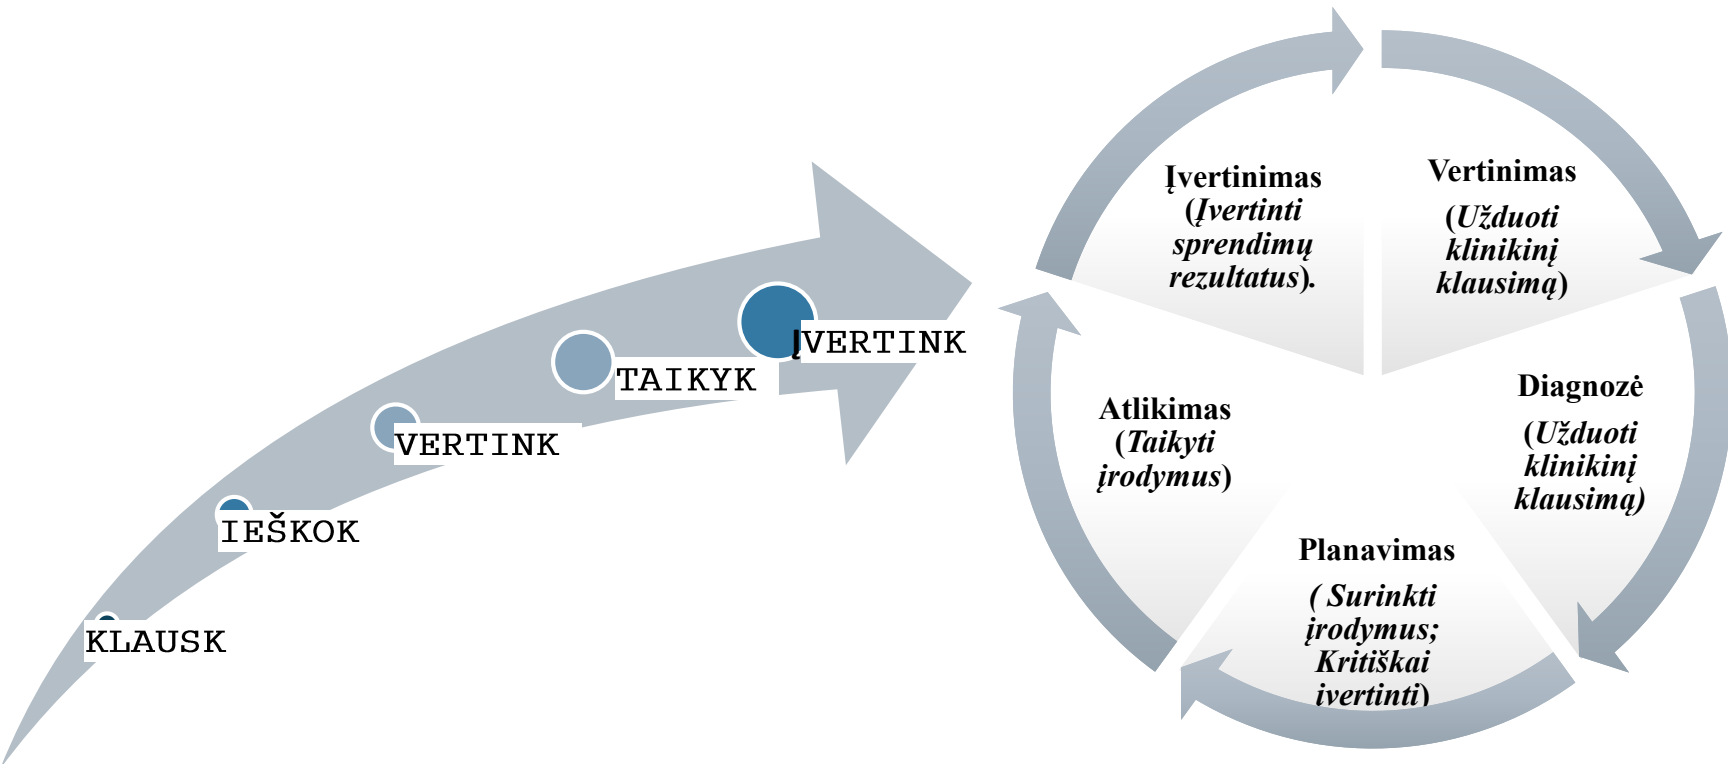 KLAUSK
IEŠKOK
VERTINK
TAIKYK
ĮVERTINK
Vertinimas
(Užduoti
klinikinį
klausimą)
Diagnozė
(Užduoti
klinikinį
klausimą)
Planavimas
( Surinkti
įrodymus;
Kritiškai
įvertinti)
Atlikimas
(Taikyti
įrodymus)
Įvertinimas
(Įvertinti
sprendimų
rezultatus).